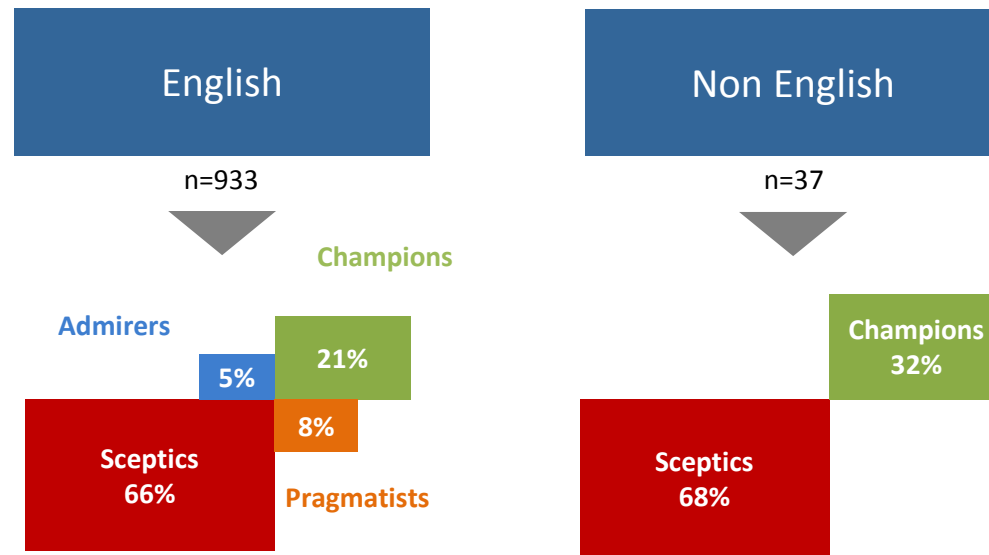 English
n=933
Champions
Admirers
21%
5%
8%
Sceptics
66%
Pragmatists
Non English
n=37
Champions
32%
Sceptics
68%